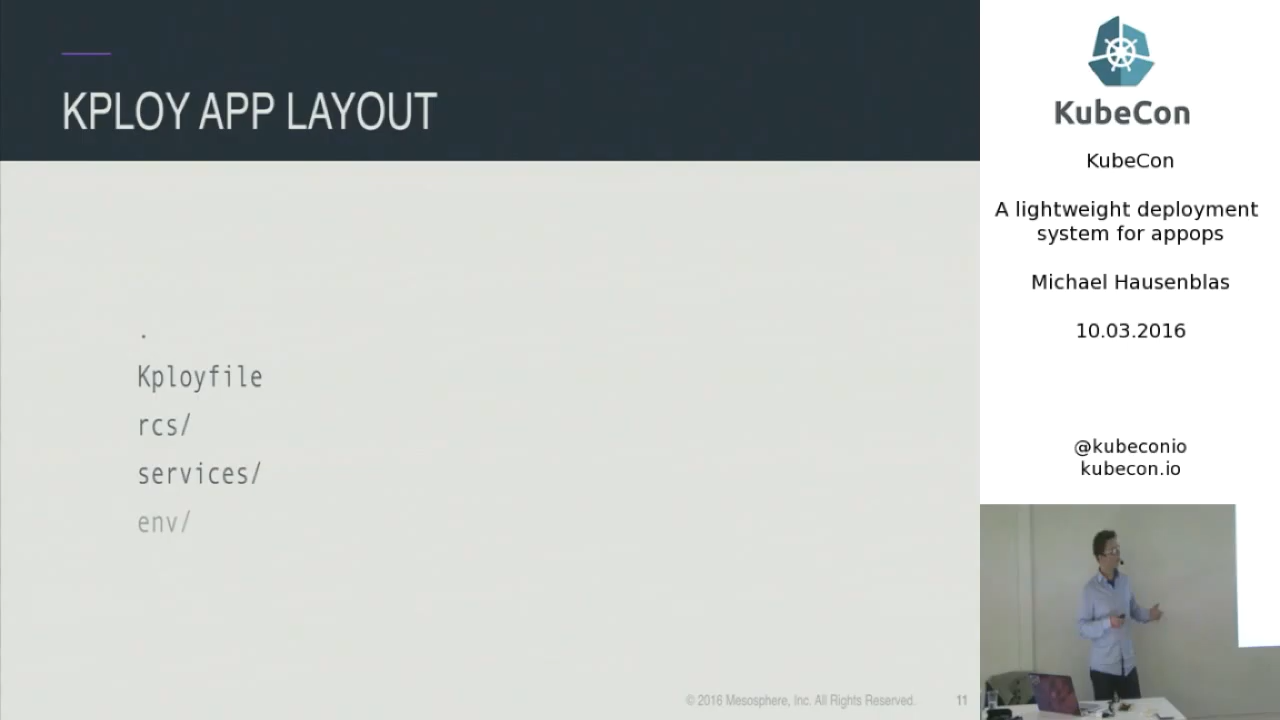 KPLOY APP LAYOUT
.
Kployfile
rcs/
services/
env/
© 2016 Mesosphere, Inc. All Rights Reserved.
11
KubeCon
KubeCon
A lightweight deployment
system for appops
Michael Hausenblas
10.03.2016
@kubeconio
kubecon.io